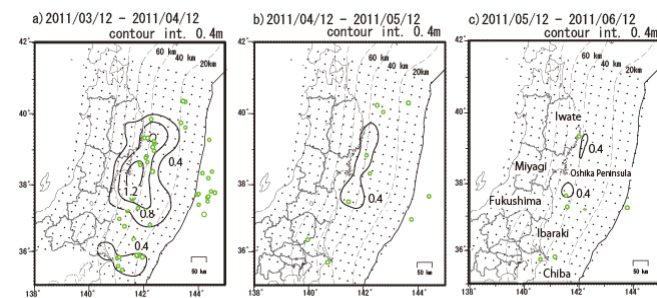 a) 2011/03/12 - 2011/04/12
contour int. 0.4m
60 km
40 km
20km
42°
40°
38°
36°
0.4
1.2
0.8
0.4
50 km
138°
140°
142°
144°
b) 2011/04/12 - 2011/05/12
contour int. 0.4m
60 km
40 km
20km
42°
40°
38°
36°
0.4
50 km
140°
142°
144°
c) 2011/05/12 - 2011/06/12
contour int. 0.4m
60 km
40 km
20km
42°
40°
38°
36°
Iwate
0.4
Miyagi
Oshika Peninsula
0.4
Fukushima
Ibaraki
Chiba
50 km
140°
142°
144°